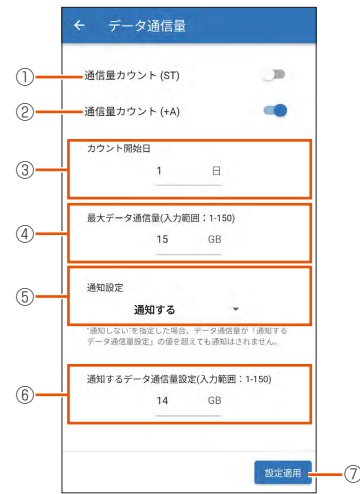 ← データ通信量
① 通信量カウント (ST)
② 通信量カウント (+A)
カウント開始日
③ 1 日
最大データ通信量(入力範囲：1-150)
④ 15 GB
通知設定
⑤ 通知する
"通知しない"を指定した場合、データ通信量が「通知する
データ通信量設定」の値を超えても通知はされません。
通知するデータ通信量設定(入力範囲：1-150)
⑥ 14 GB
設定適用 ⑦